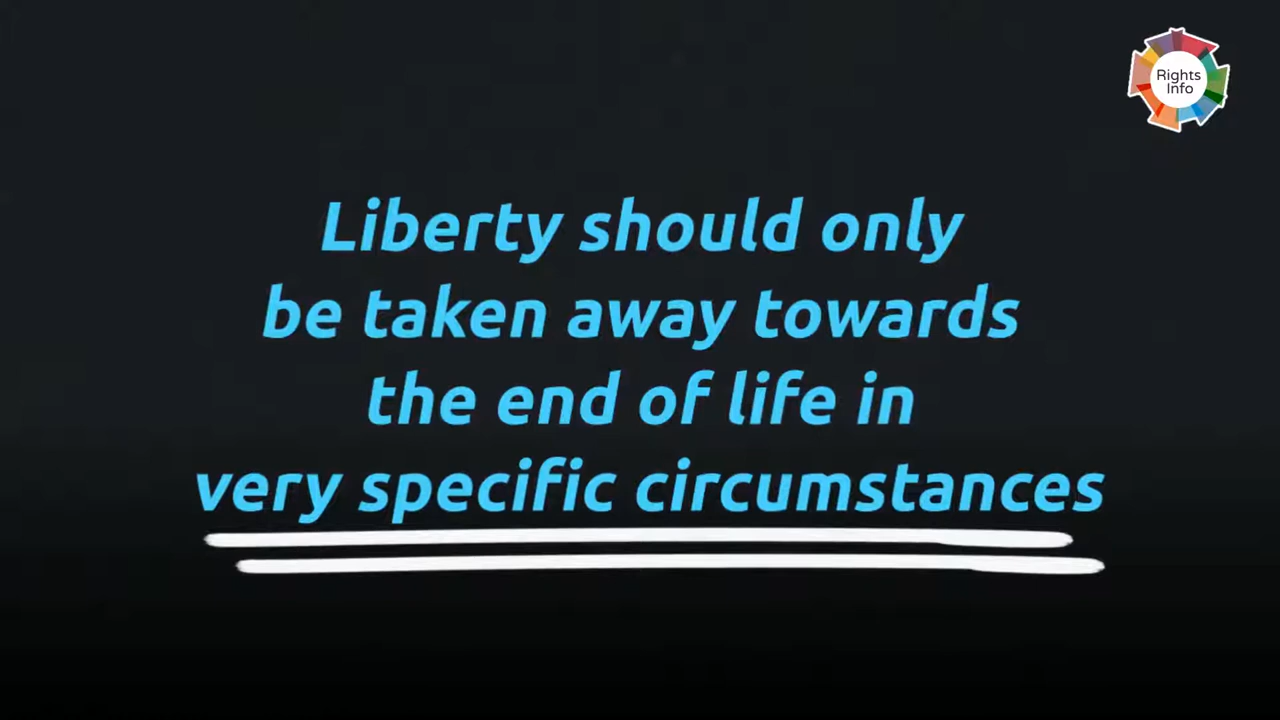 Rights
Info
Liberty should only
be taken away towards
the end of life in
very specific circumstances